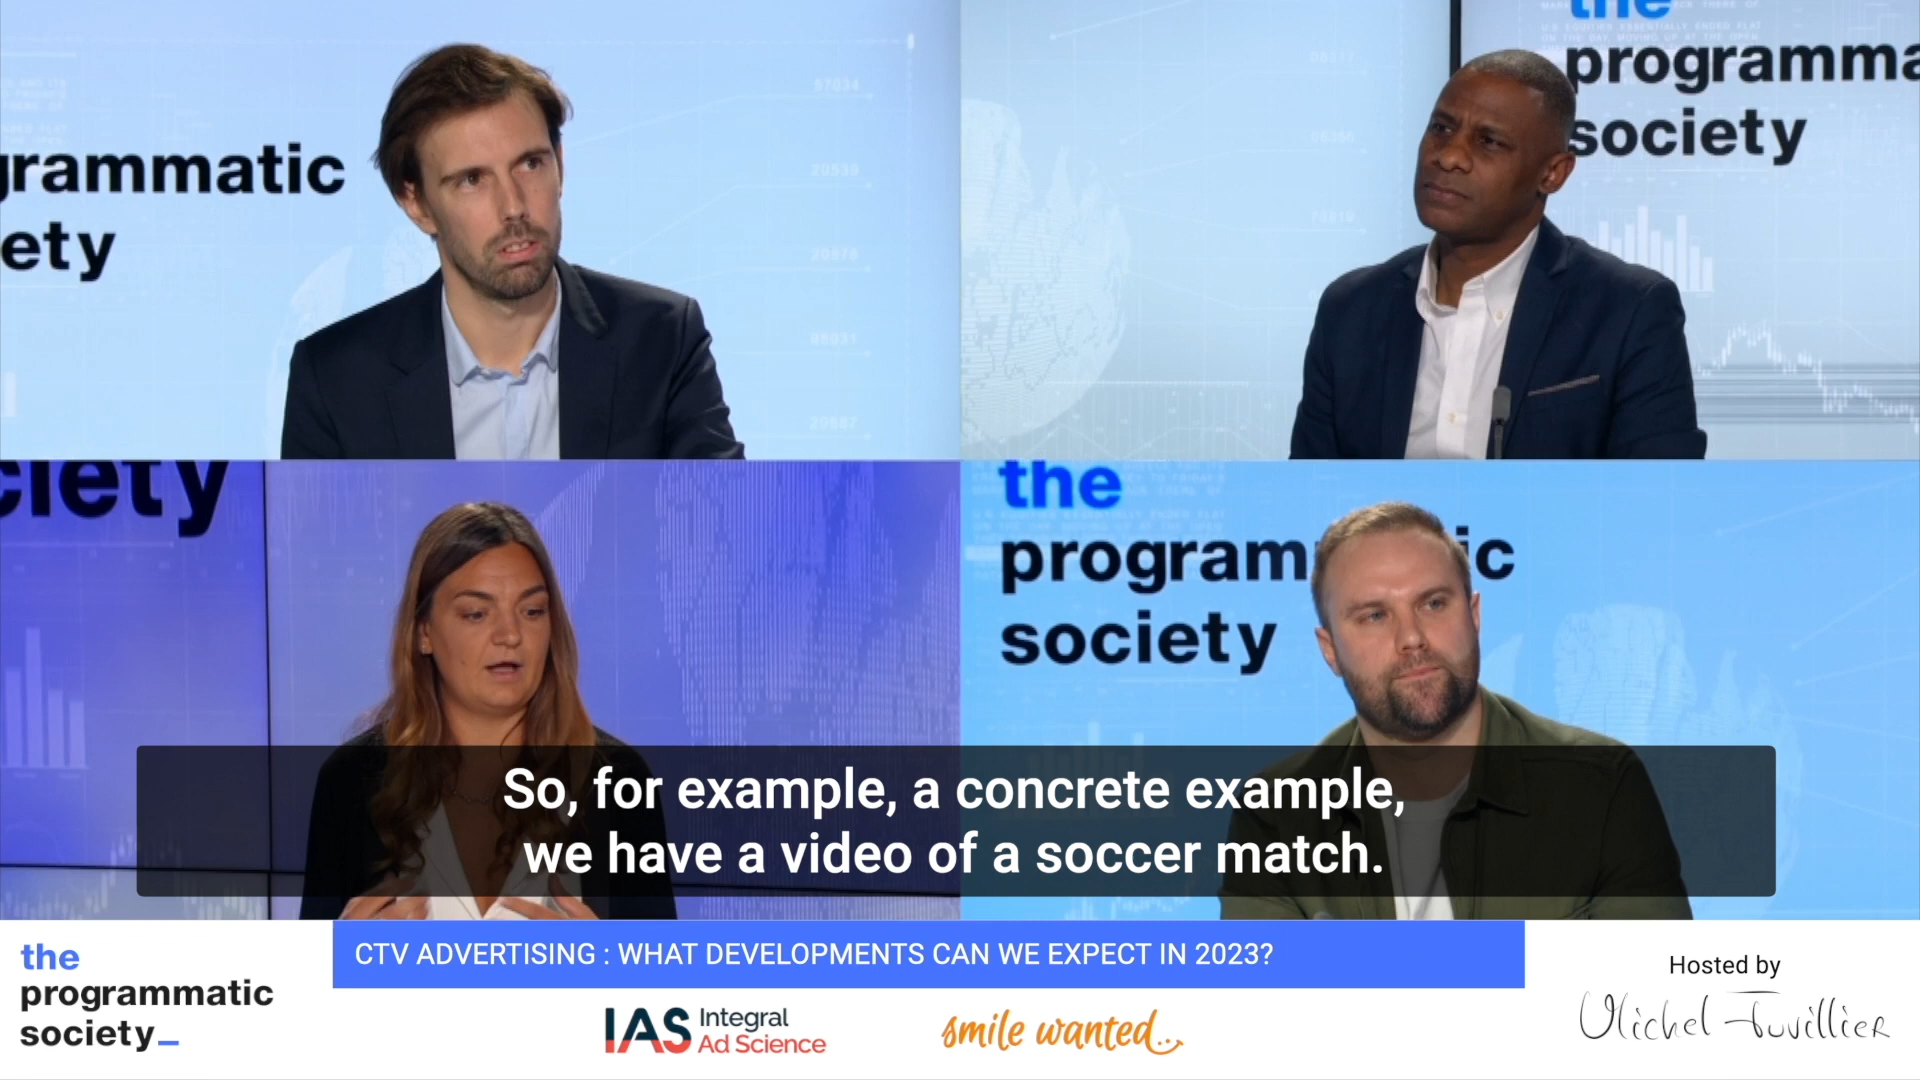 grammatic
ety
the
programma
society
ciety
the
program ic
society
So, for example, a concrete example,
we have a video of a soccer match.
the
programmatic
society_
CTV ADVERTISING : WHAT DEVELOPMENTS CAN WE EXPECT IN 2023?
IAS Integral
Ad Science
smile wanted..
Hosted by
Michel Juvillier